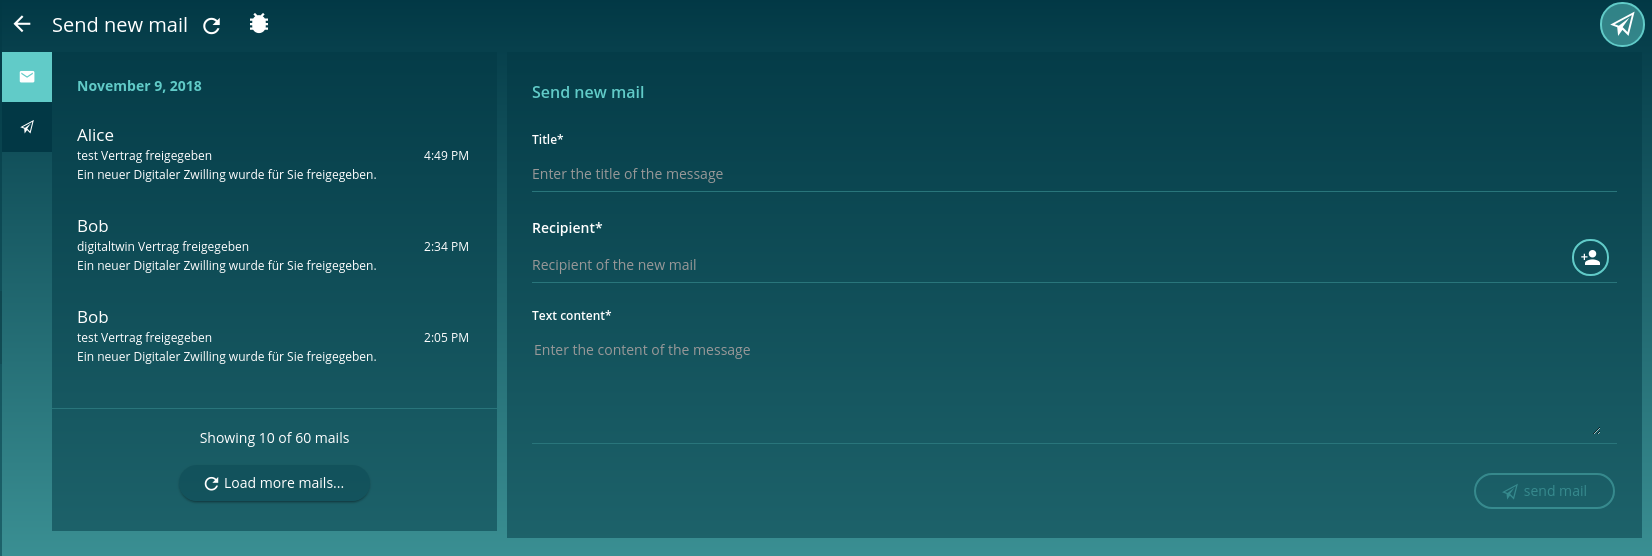 Send new mail
November 9, 2018
Alice
test Vertrag freigegeben 4:49 PM
Ein neuer Digitaler Zwilling wurde für Sie freigegeben.
Bob
digitaltwin Vertrag freigegeben 2:34 PM
Ein neuer Digitaler Zwilling wurde für Sie freigegeben.
Bob
test Vertrag freigegeben 2:05 PM
Ein neuer Digitaler Zwilling wurde für Sie freigegeben.
Showing 10 of 60 mails
Load more mails...
Send new mail
Title*
Enter the title of the message
Recipient*
Recipient of the new mail
Text content*
Enter the content of the message
send mail